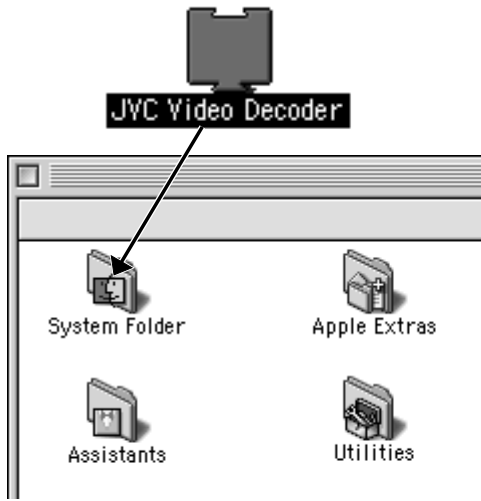 JVC Video Decoder
System Folder
Apple Extras
Assistants
Utilities